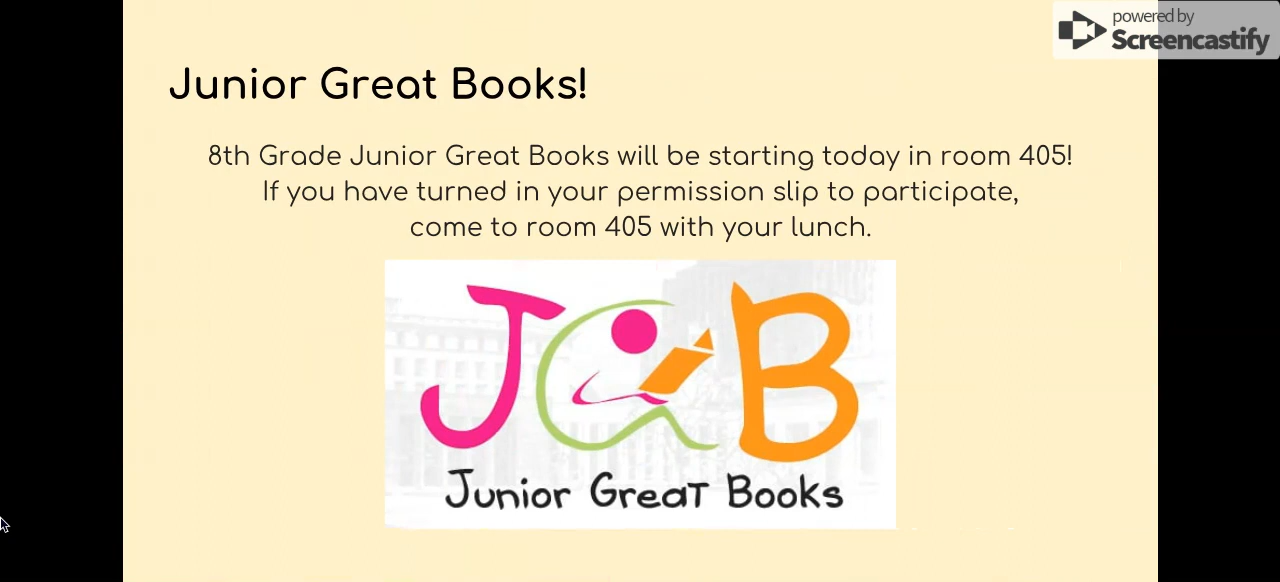 powered by
Screencastify
Junior Great Books!
8th Grade Junior Great Books will be starting today in room 405!
If you have turned in your permission slip to participate,
come to room 405 with your lunch.
JGB
Junior GreaT Books